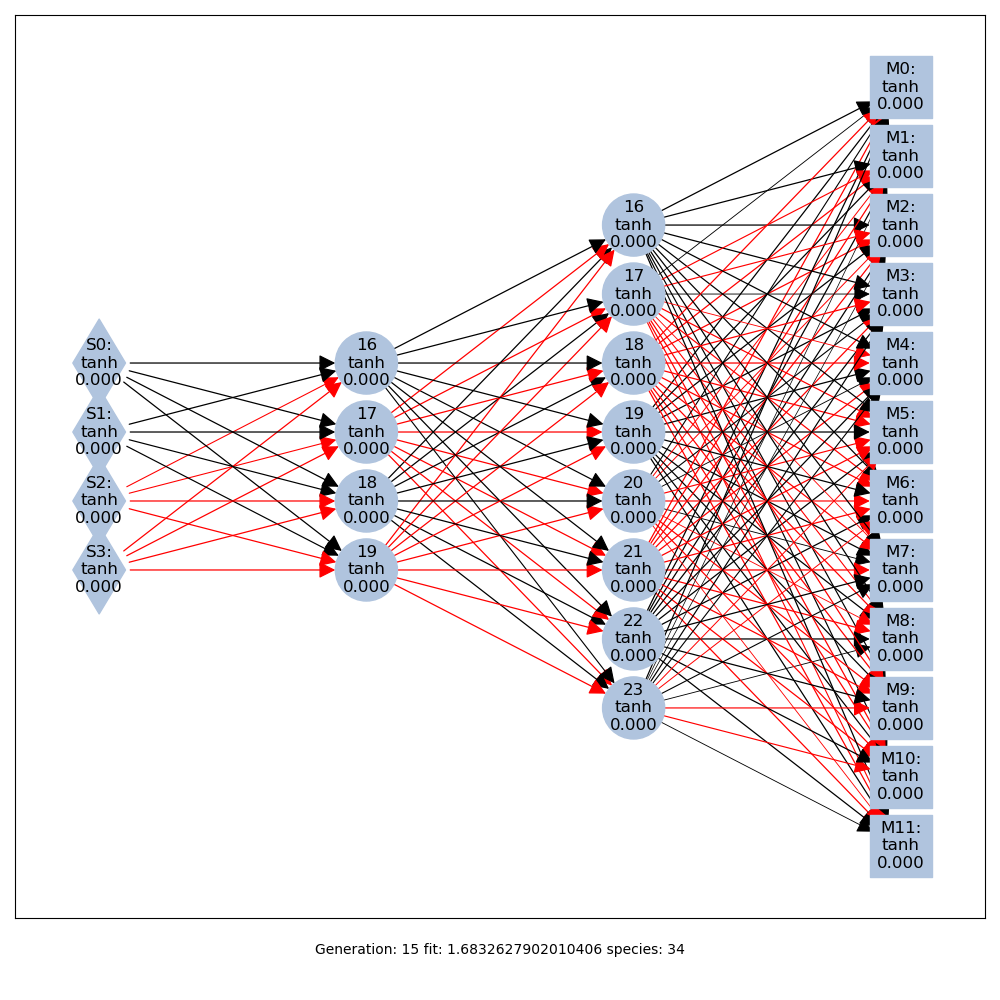 S0:
tanh
0.000
S1:
tanh
0.000
S2:
tanh
0.000
S3:
tanh
0.000
16
tanh
0.000
17
tanh
0.000
18
tanh
0.000
19
tanh
0.000
16
tanh
0.000
17
tanh
0.000
18
tanh
0.000
19
tanh
0.000
20
tanh
0.000
21
tanh
0.000
22
tanh
0.000
23
tanh
0.000
M0:
tanh
0.000
M1:
tanh
0.000
M2:
tanh
0.000
M3:
tanh
0.000
M4:
tanh
0.000
M5:
tanh
0.000
M6:
tanh
0.000
M7:
tanh
0.000
M8:
tanh
0.000
M9:
tanh
0.000
M10:
tanh
0.000
M11:
tanh
0.000
Generation: 15 fit: 1.6832627902010406 species: 34